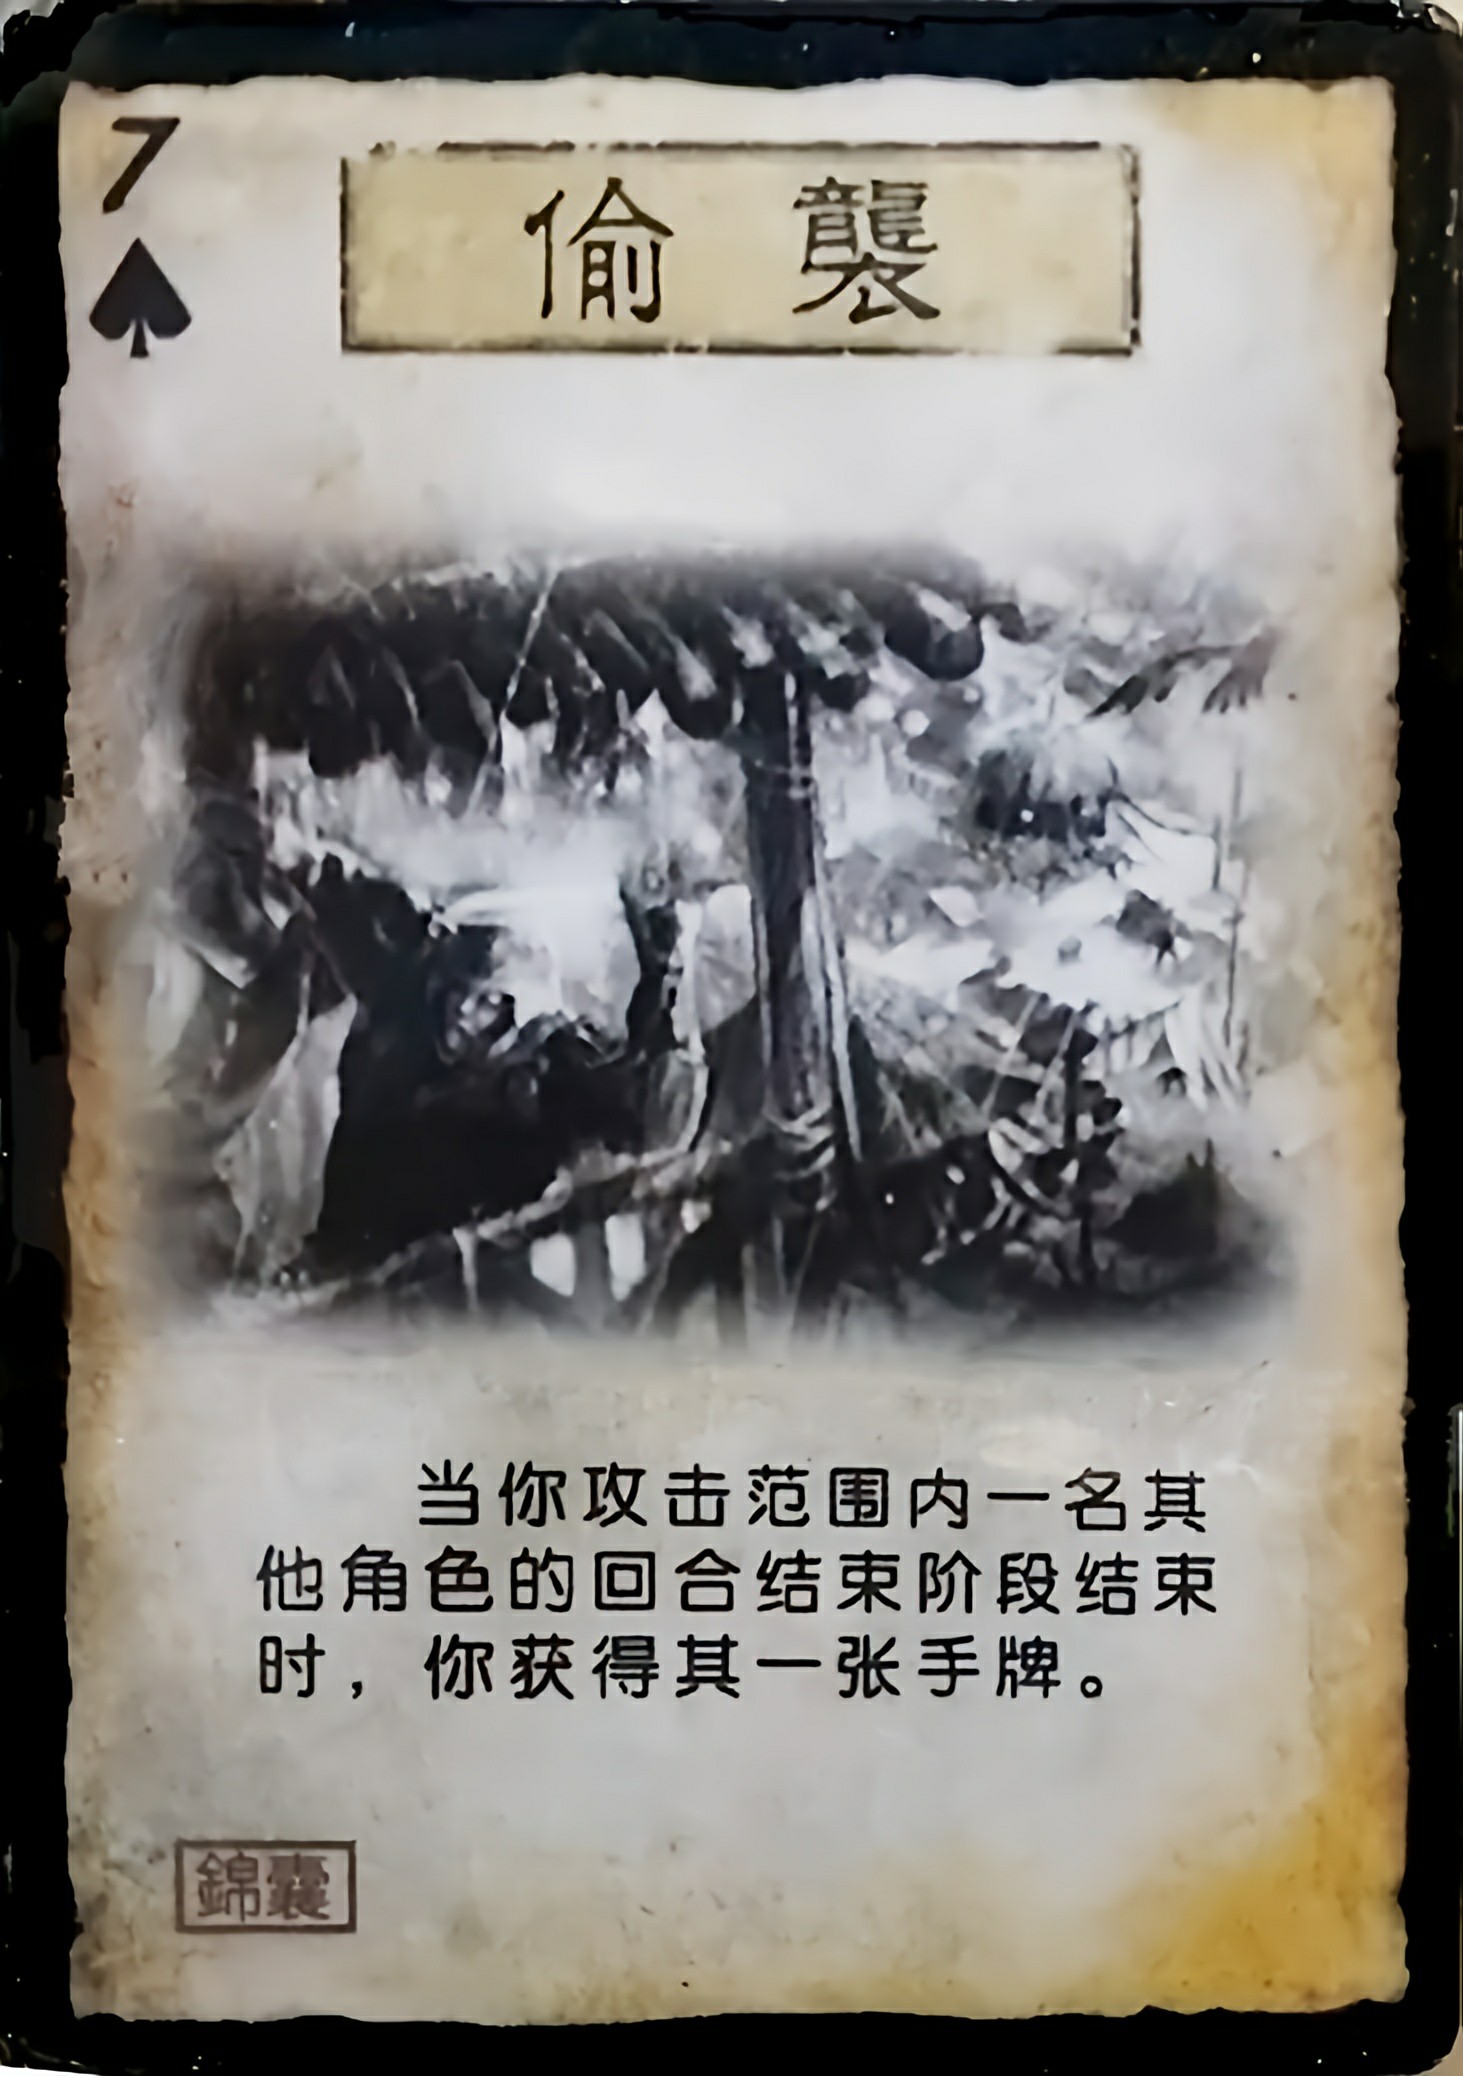 7
偷襲
当你攻击范围内一名其
他角色的回合结束阶段结束
时，你获得其一张手牌。
錦囊